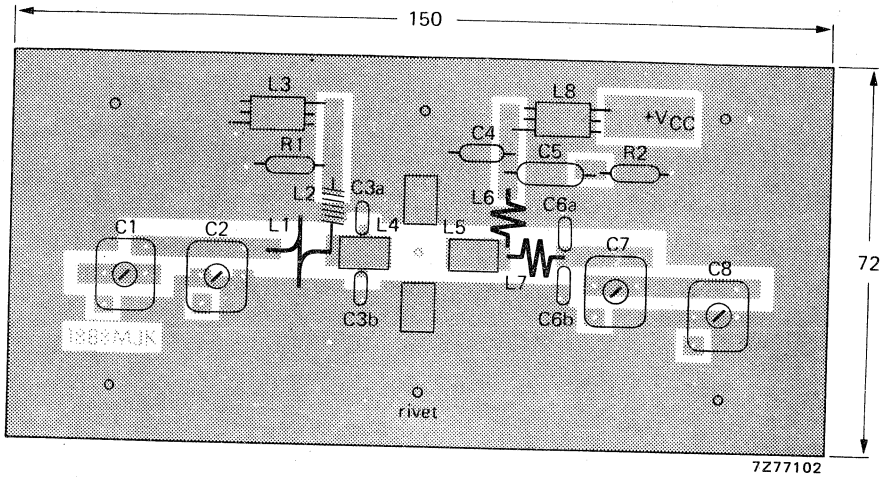 150
L3
L8
+VCC
R1
C4
C5
R2
L2
C3a
L6
C6a
C1
C2
L1
L4
L5
C7
72
C8
L7
C3b
C6b
1888MJK
rivet
7Z77102